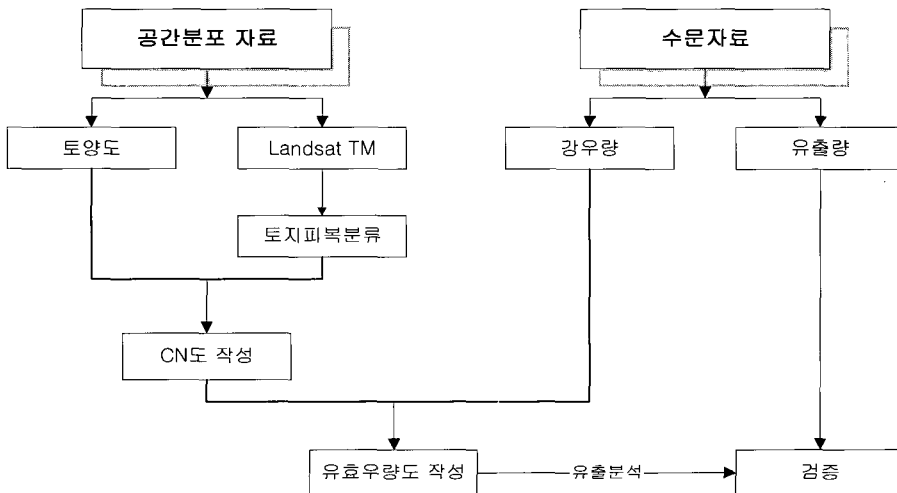 공간분포 자료
수문자료
토양도
Landsat TM
강우량
유출량
토지피복분류
CN도 작성
유효우량도 작성
유출분석
검증